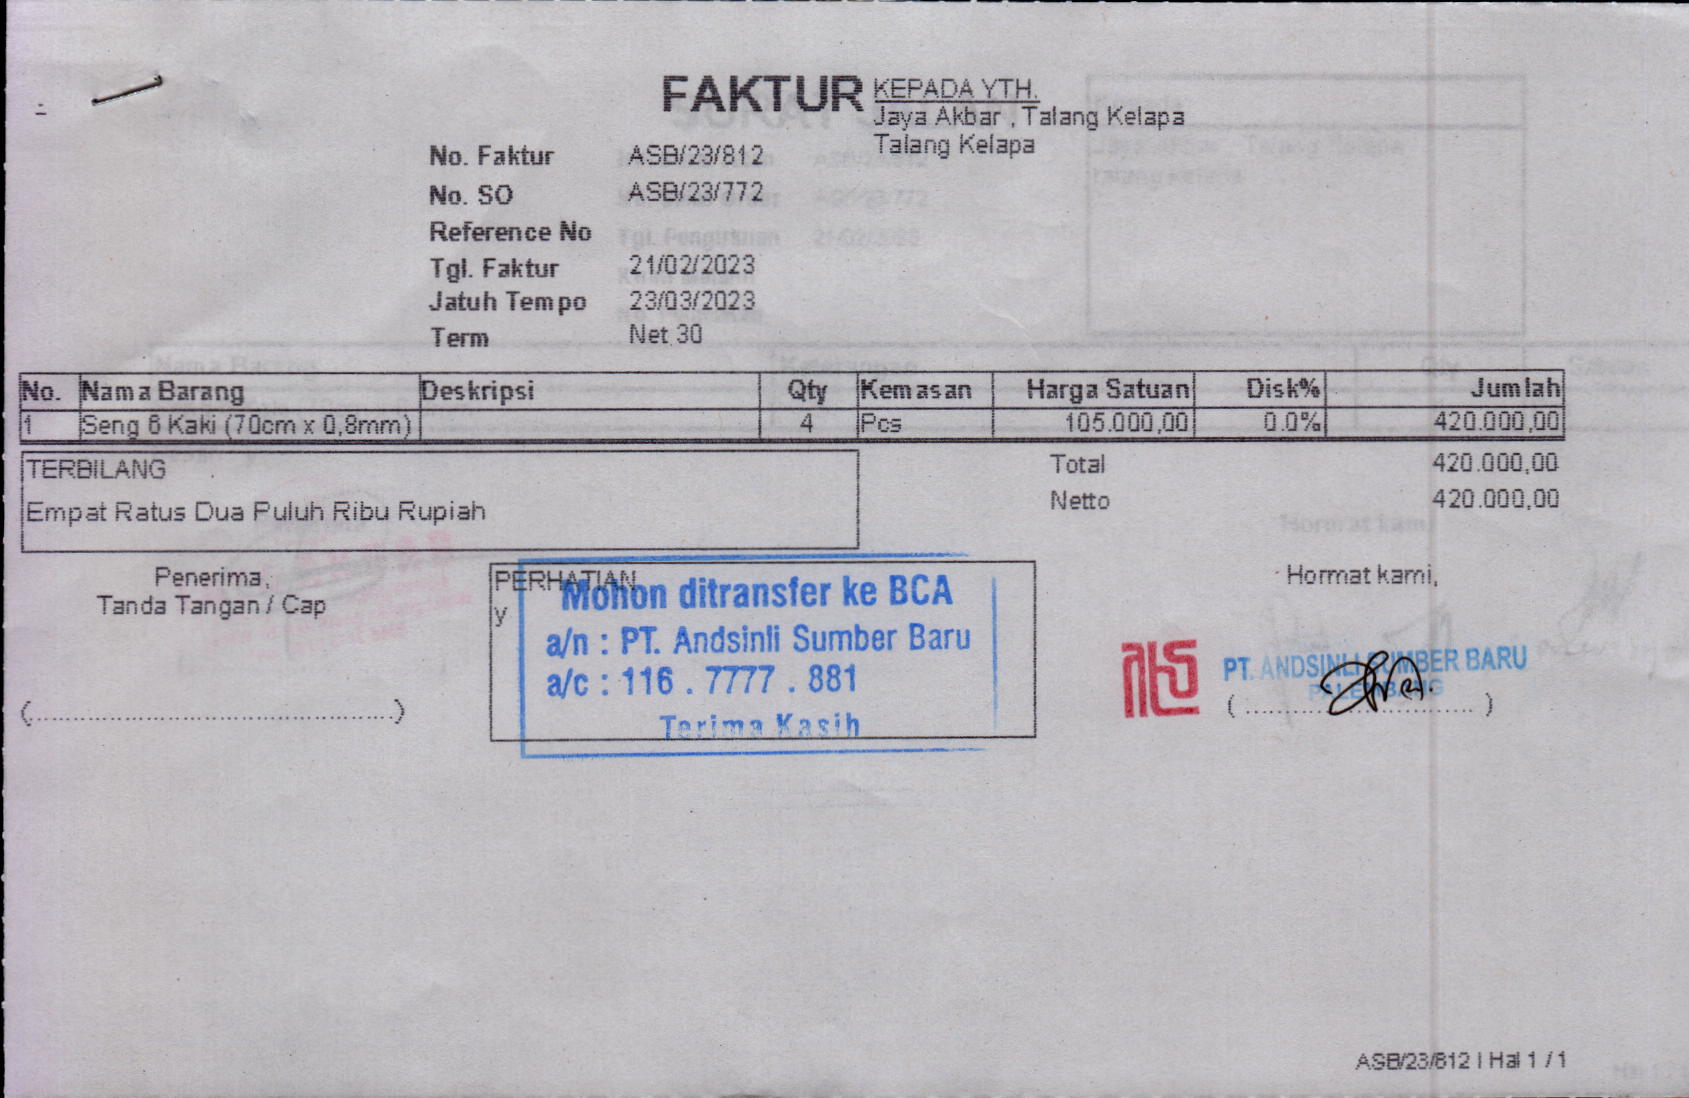 FAKTUR
KEPADA YTH.
Jaya Akbar , Talang Kelapa
Talang Kelapa
No. Faktur ASB/23/812
No. SO ASB/23/772
Reference No
Tgl. Faktur 21/02/2023
Jatuh Tempo 23/03/2023
Term Net 30
No. Nama Barang Deskripsi Qty Kemasan Harga Satuan Disk% Jumlah
1 Seng 6 Kaki (70cm x 0,8mm) 4 Pcs 105.000,00 0.0% 420.000,00
TERBILANG
Empat Ratus Dua Puluh Ribu Rupiah
Total 420.000,00
Netto 420.000,00
Penerima,
Tanda Tangan / Cap
(............................................)
PERHATIAN
y
Mohon ditransfer ke BCA
a/n : PT. Andsinli Sumber Baru
a/c : 116 . 7777 . 881
Terima Kasih
Hormat kami,
PT. ANDSINLI SUMBER BARU
PALEMBANG
( ............................ )
ASB/23/812 | Hal 1 / 1